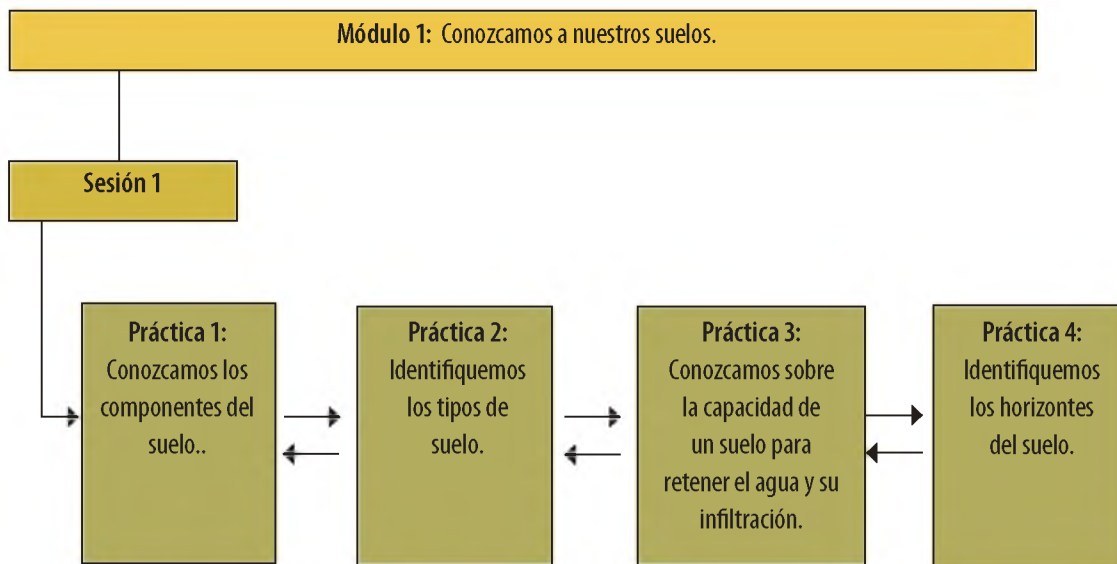 Módulo 1: Conozcamos a nuestros suelos.
Sesión 1
Práctica 1:
Conozcamos los
componentes del
suelo..
Práctica 2:
Identifiquemos
los tipos de
suelo.
Práctica 3:
Conozcamos sobre
la capacidad de
un suelo para
retener el agua y su
infiltración.
Práctica 4:
Identifiquemos
los horizontes
del suelo.